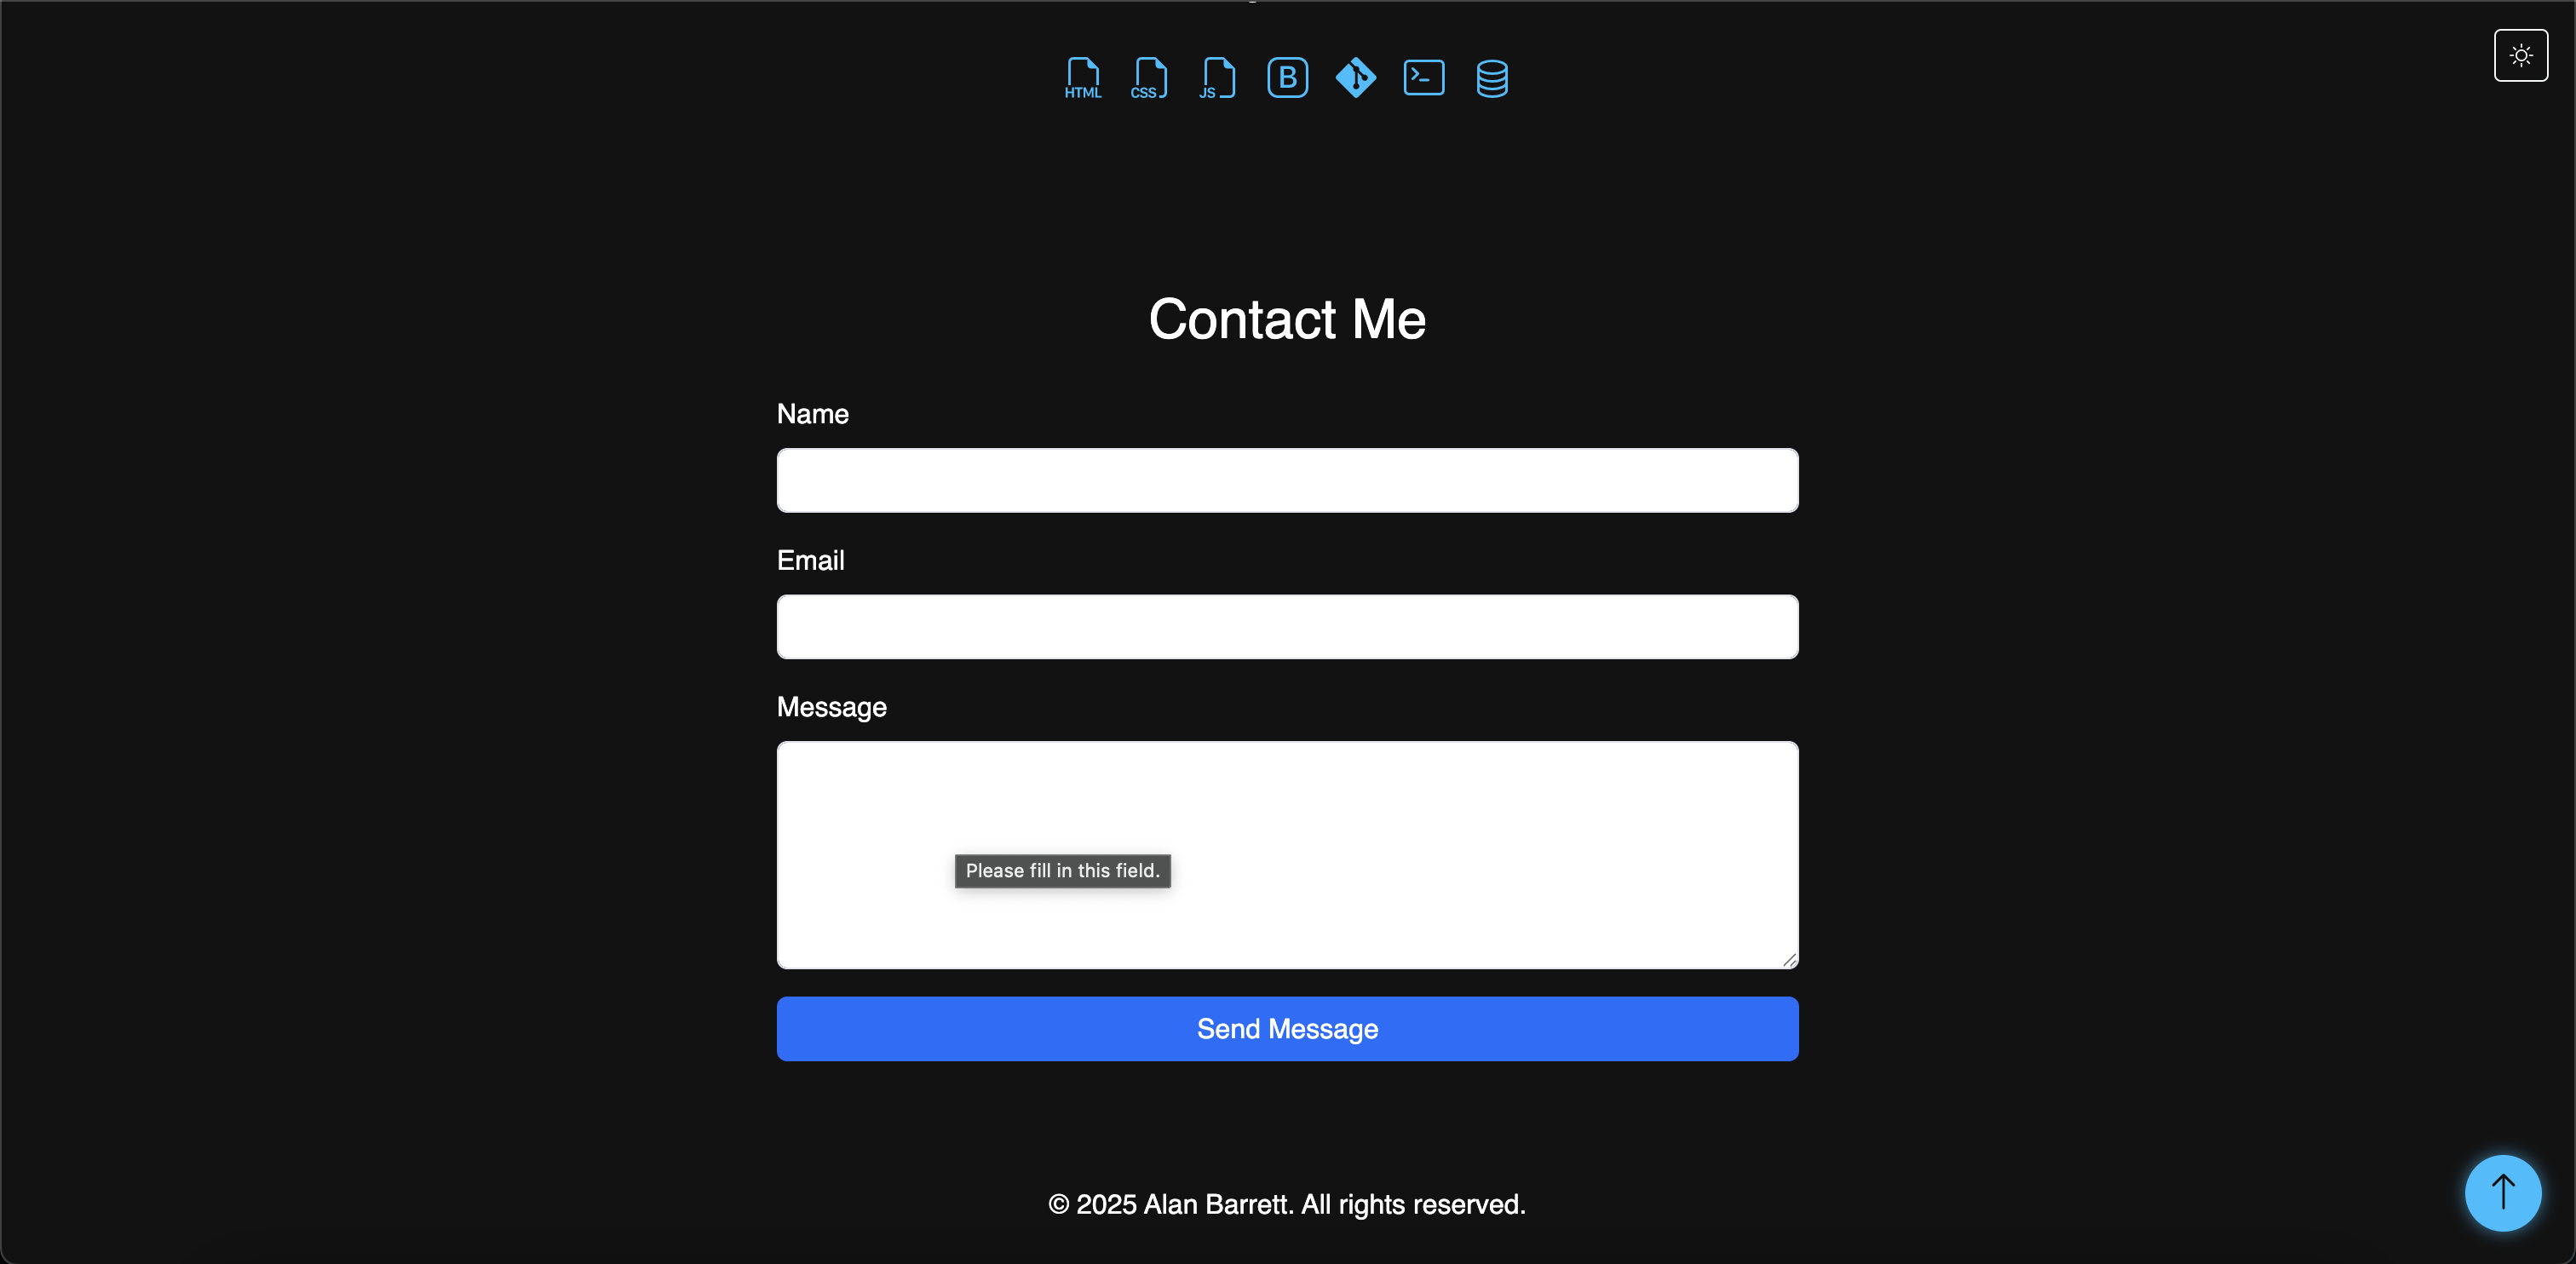 HTML CSS JS B
Contact Me
Name
Email
Message
Please fill in this field.
Send Message
© 2025 Alan Barrett. All rights reserved.